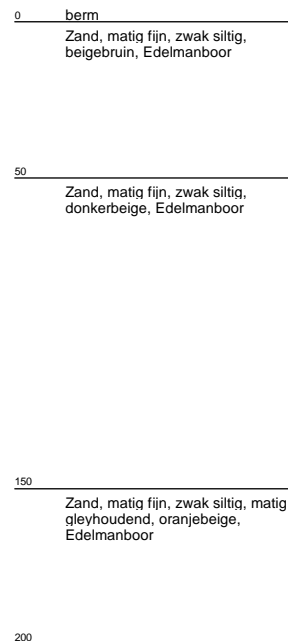 0 berm
Zand, matig fijn, zwak siltig,
beigebruin, Edelmanboor
50
Zand, matig fijn, zwak siltig,
donkerbeige, Edelmanboor
150
Zand, matig fijn, zwak siltig, matig
gleyhoudend, oranjebeige,
Edelmanboor
200